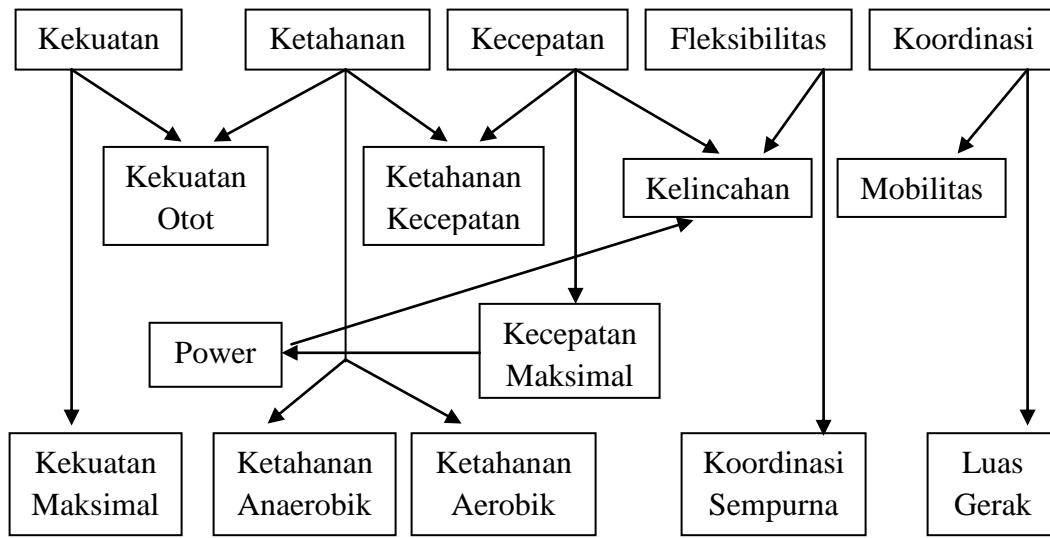 Kekuatan
Ketahanan
Kecepatan
Fleksibilitas
Koordinasi
Kekuatan
Otot
Ketahanan
Kecepatan
Kelincahan
Mobilitas
Power
Kecepatan
Maksimal
Kekuatan
Maksimal
Ketahanan
Anaerobik
Ketahanan
Aerobik
Koordinasi
Sempurna
Luas
Gerak